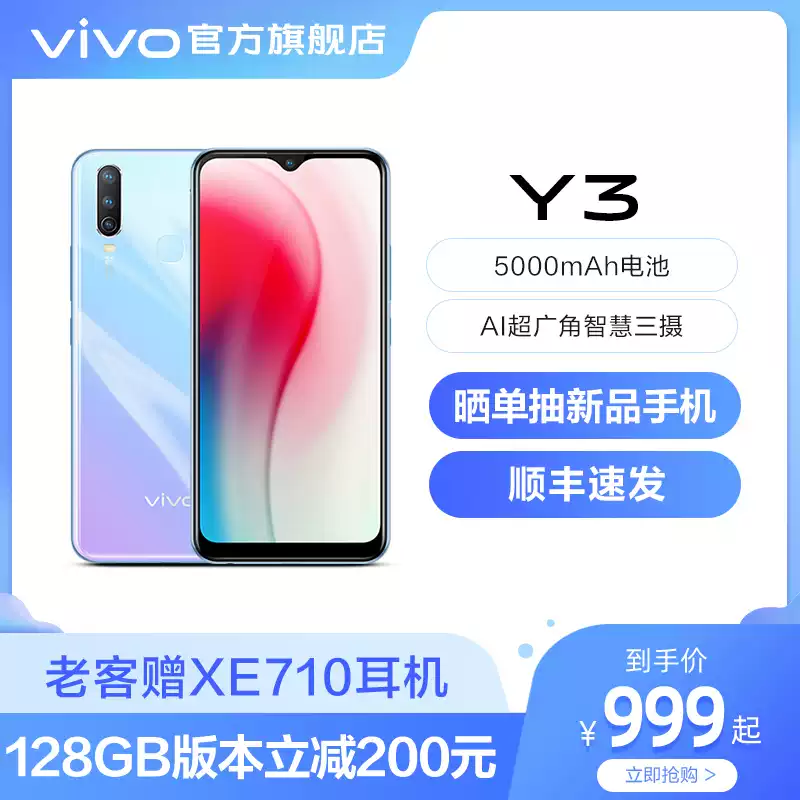 vivo官方旗舰店
Y3
5000mAh电池
AI超广角智慧三摄
晒单抽新品手机
顺丰速发
vivo
老客赠XE710耳机
128GB版本立减200元
到手价
¥999起
立即抢购 >